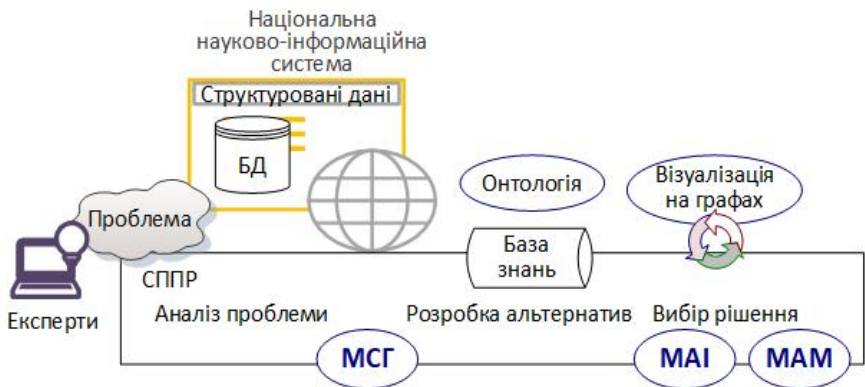 Національна
науково-інформаційна
система
Структуровані дані
БД
Проблема
Онтологія
Візуалізація
на графах
База
знань
СППР
Експерти
Аналіз проблеми
Розробка альтернатив
Вибір рішення
МСГ
МАІ
МАМ